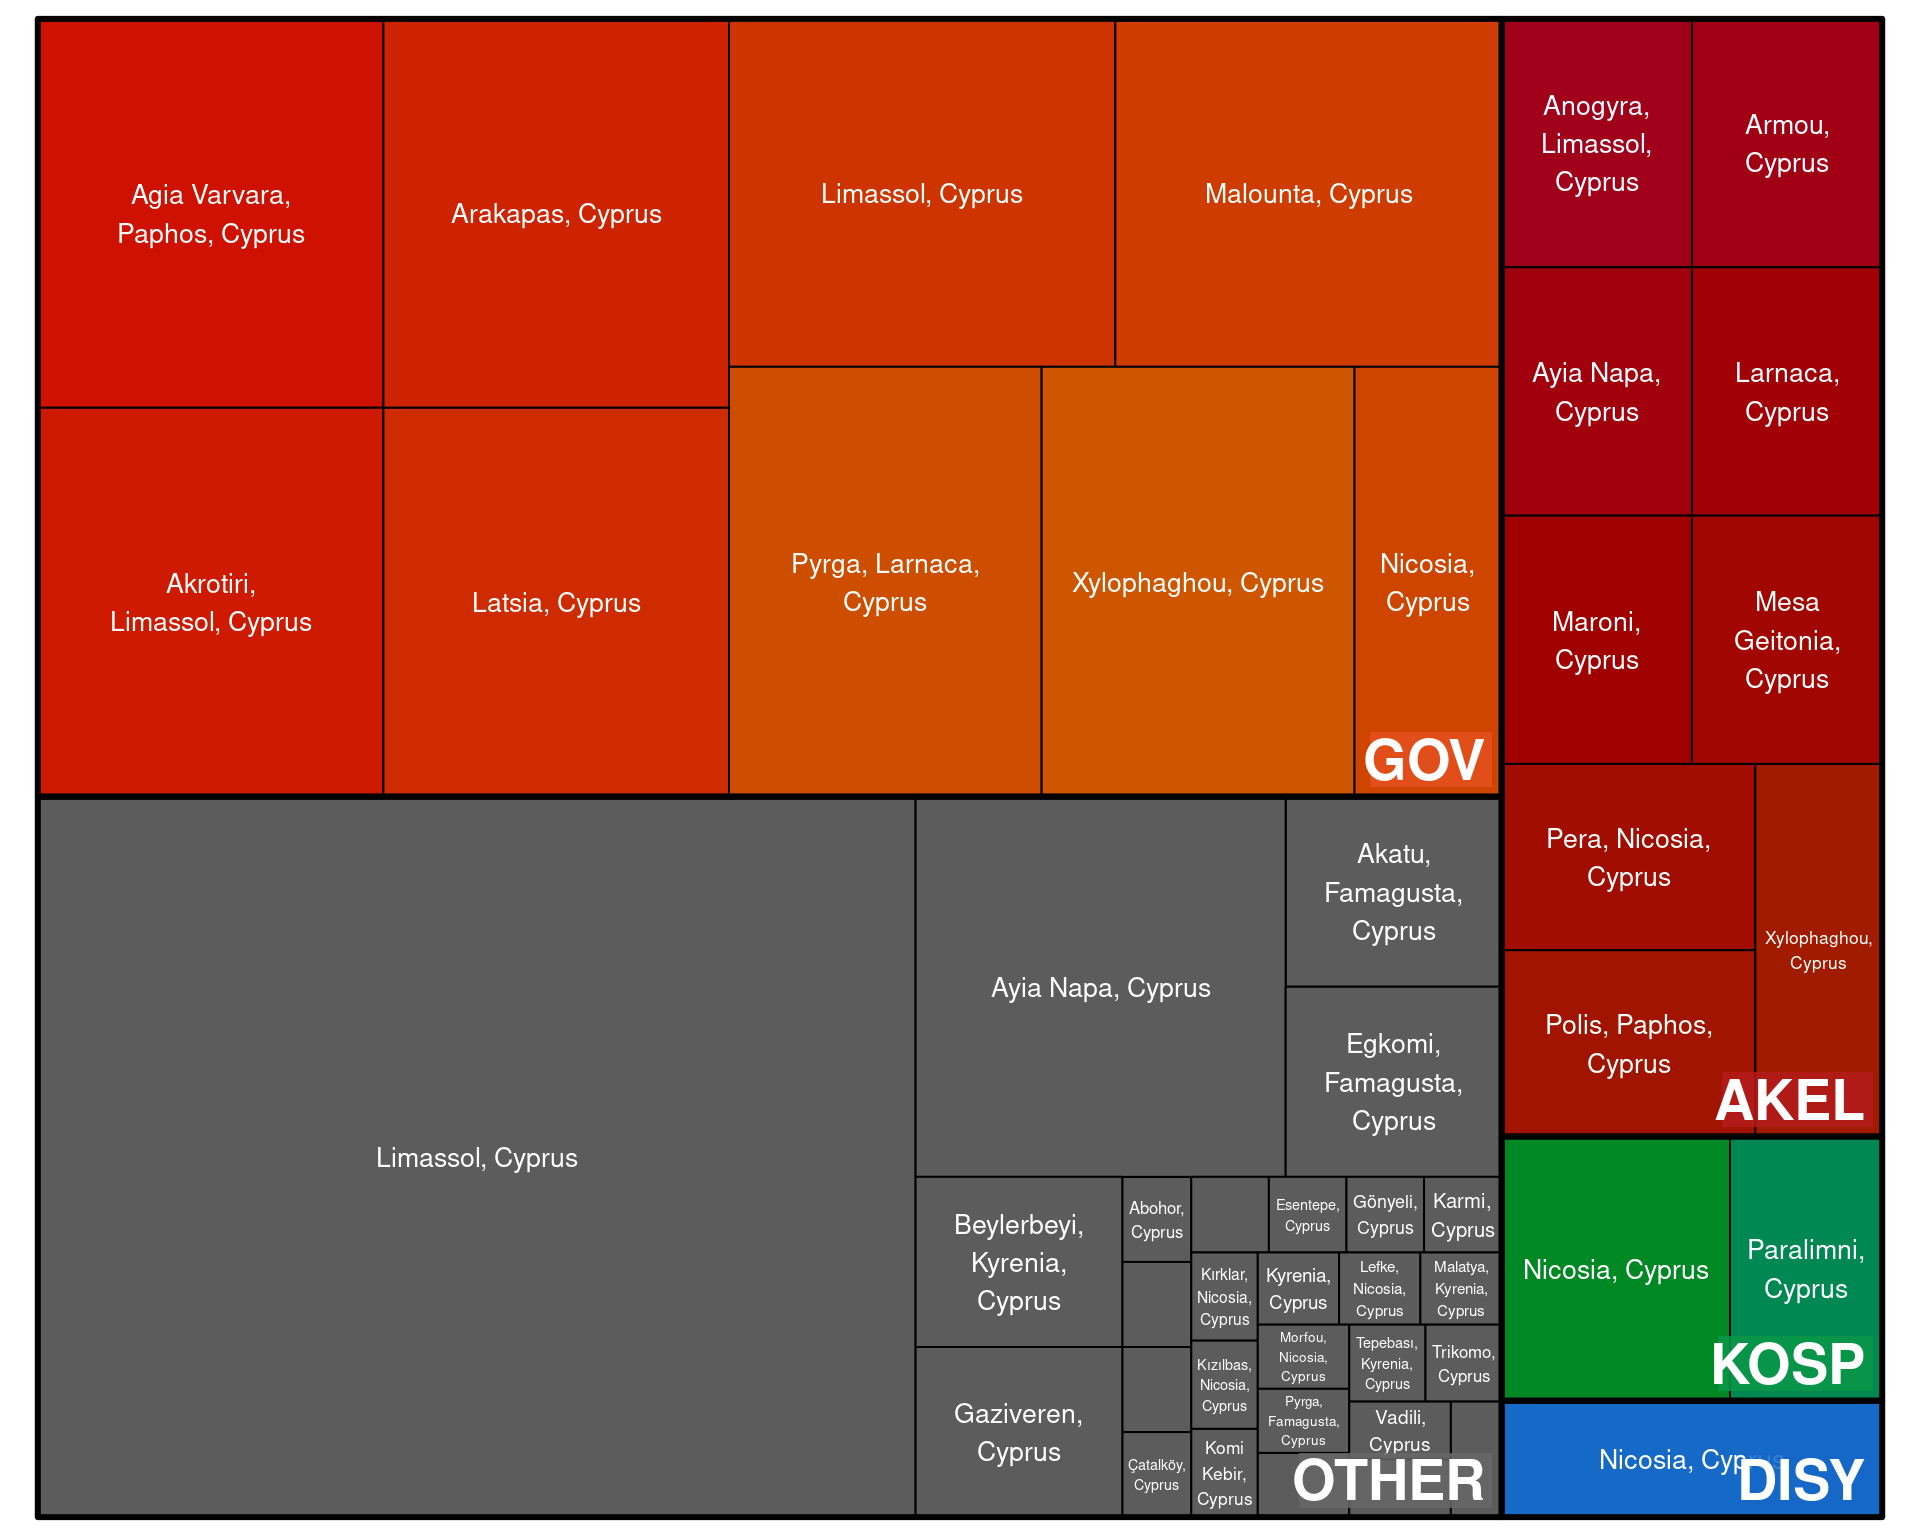 Agia Varvara,
Paphos, Cyprus
Arakapas, Cyprus
Limassol, Cyprus
Malounta, Cyprus
Akrotiri,
Limassol, Cyprus
Latsia, Cyprus
Pyrga, Larnaca,
Cyprus
Xylophaghou, Cyprus
Nicosia,
Cyprus
GOV
Anogyra,
Limassol,
Cyprus
Armou,
Cyprus
Ayia Napa,
Cyprus
Larnaca,
Cyprus
Maroni,
Cyprus
Mesa
Geitonia,
Cyprus
Pera, Nicosia,
Cyprus
Xylophaghou,
Cyprus
Polis, Paphos,
Cyprus
AKEL
Limassol, Cyprus
Ayia Napa, Cyprus
Akatu,
Famagusta,
Cyprus
Egkomi,
Famagusta,
Cyprus
Beylerbeyi,
Kyrenia,
Cyprus
Gaziveren,
Cyprus
Abohor,
Cyprus
Çatalköy,
Cyprus
Esentepe,
Cyprus
Gönyeli,
Cyprus
Karmi,
Cyprus
Kırklar,
Nicosia,
Cyprus
Kyrenia,
Cyprus
Lefke,
Nicosia,
Cyprus
Malatya,
Kyrenia,
Cyprus
Kızılbas,
Nicosia,
Cyprus
Morfou,
Nicosia,
Cyprus
Tepebası,
Kyrenia,
Cyprus
Trikomo,
Cyprus
Pyrga,
Famagusta,
Cyprus
Vadili,
Cyprus
Komi
Kebir,
Cyprus
OTHER
Nicosia, Cyprus
Paralimni,
Cyprus
KOSP
Nicosia, Cyprus
DISY